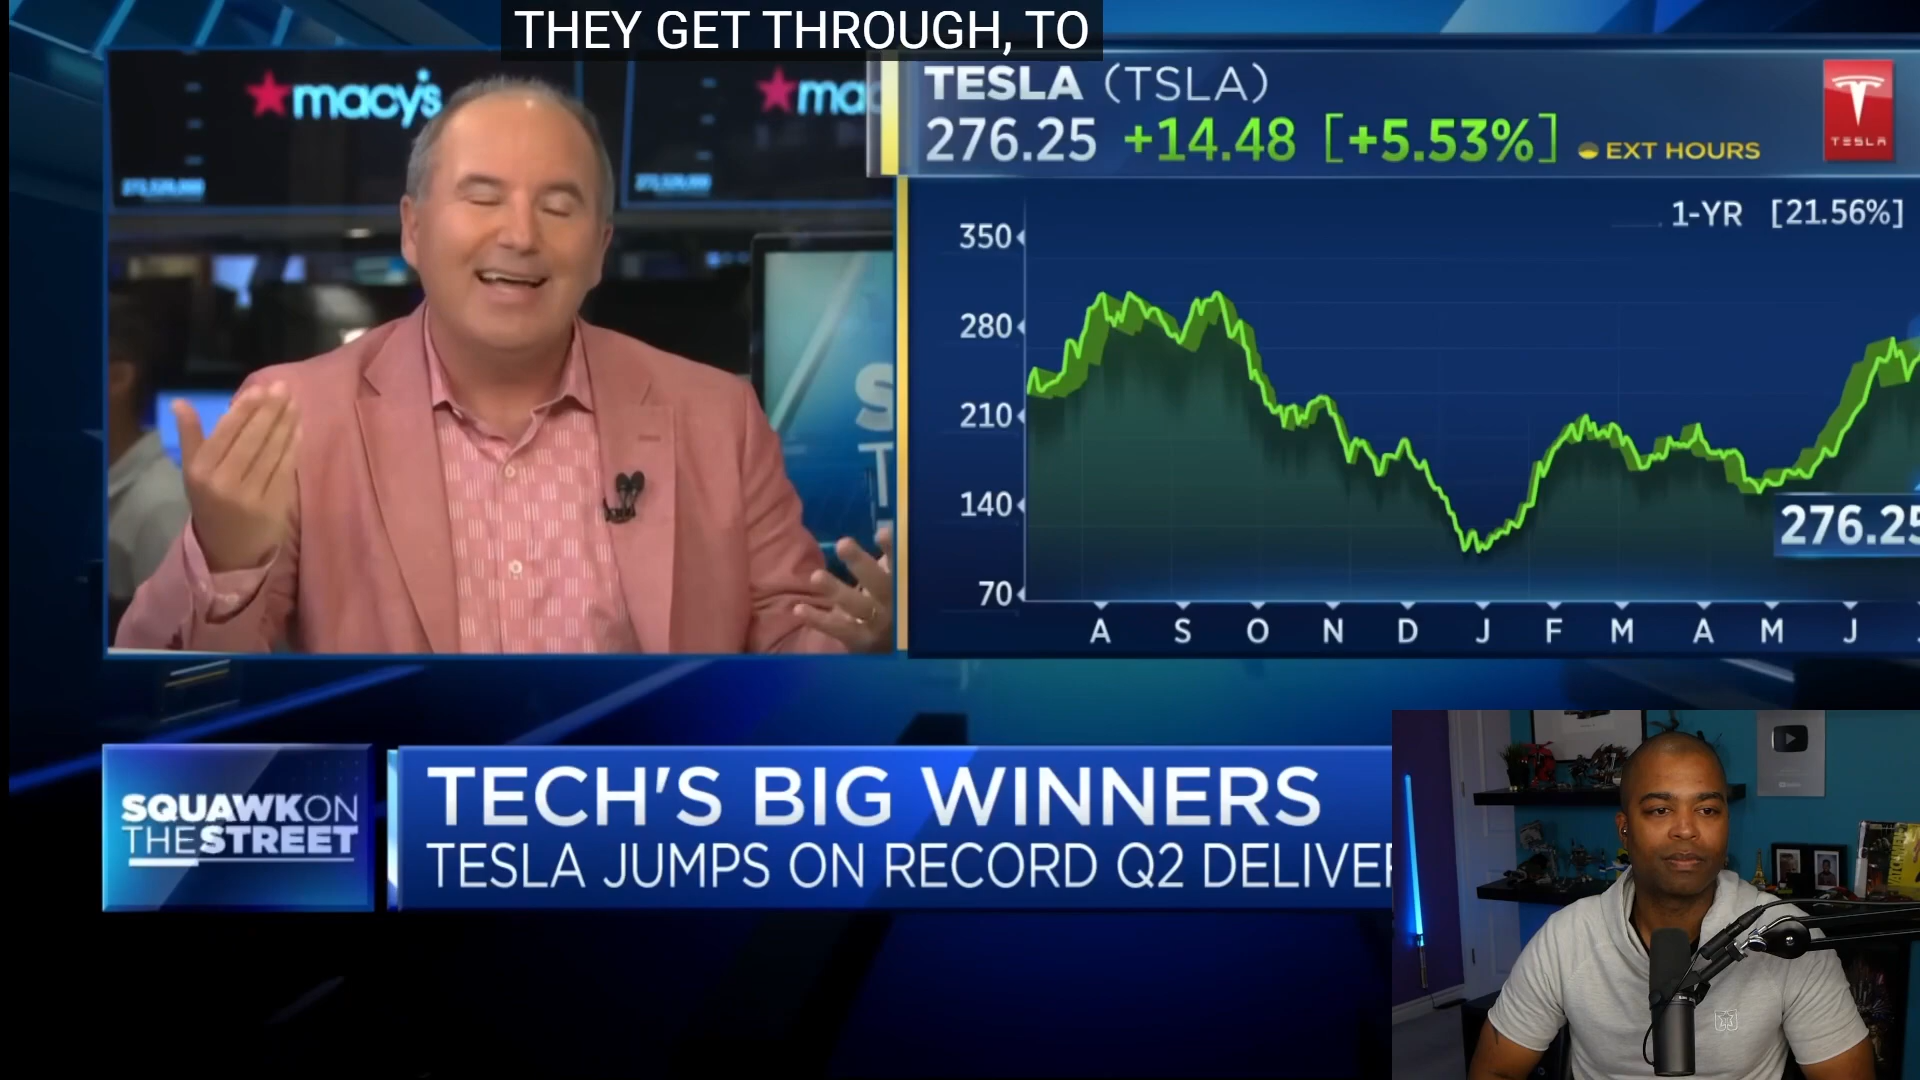 THEY GET THROUGH, TO
macy's
TESLA (TSLA)
276.25 +14.48 [+5.53%] EXT HOURS
TESLA
1-YR [21.56%]
350
280
210
140
70
276.25
A S O N D J F M A M J
SQUAWK ON
THE STREET
TECH'S BIG WINNERS
TESLA JUMPS ON RECORD Q2 DELIVER